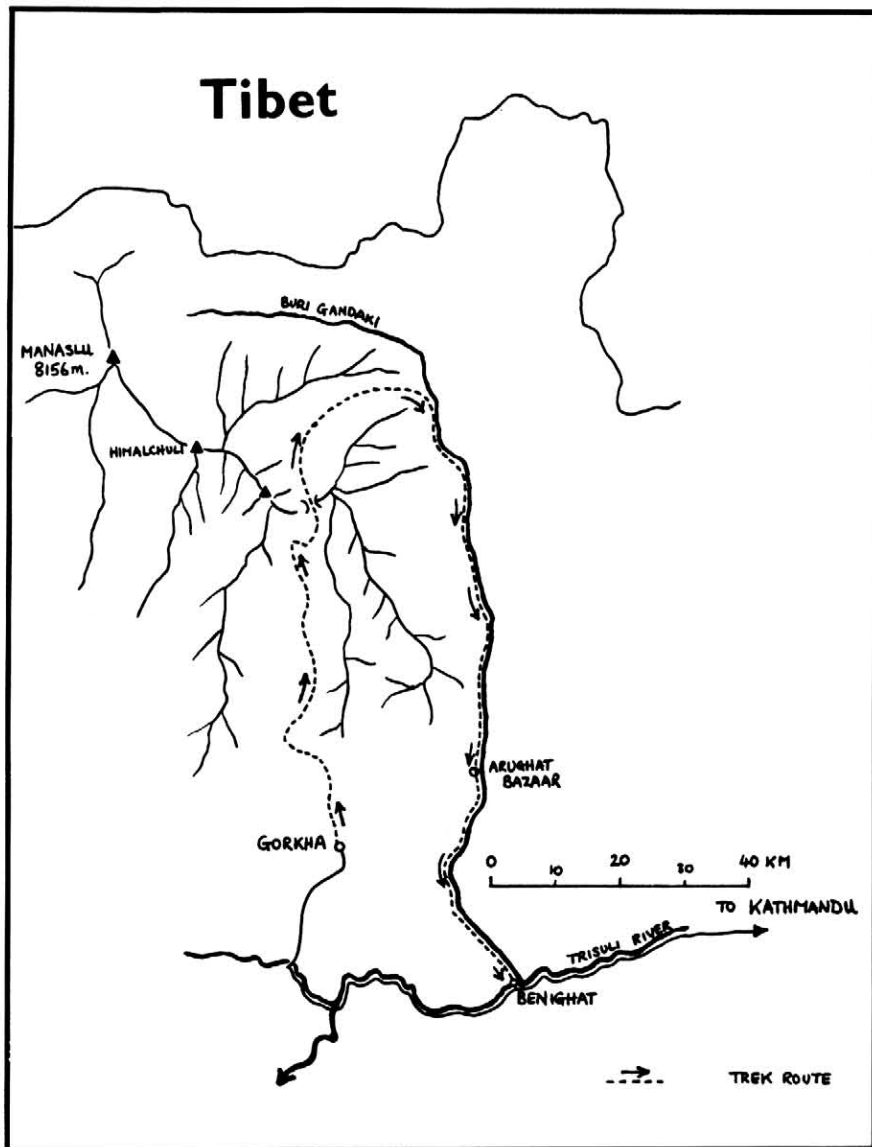 Tibet
BURI GANDAKI
MANASLU
8156m.
HIMALCHULI
ARUGHAT
BAZAAR
GORKHA
0 10 20 30 40 KM
TO KATHMANDU
TRISULI RIVER
BENIGHAT
TREK ROUTE